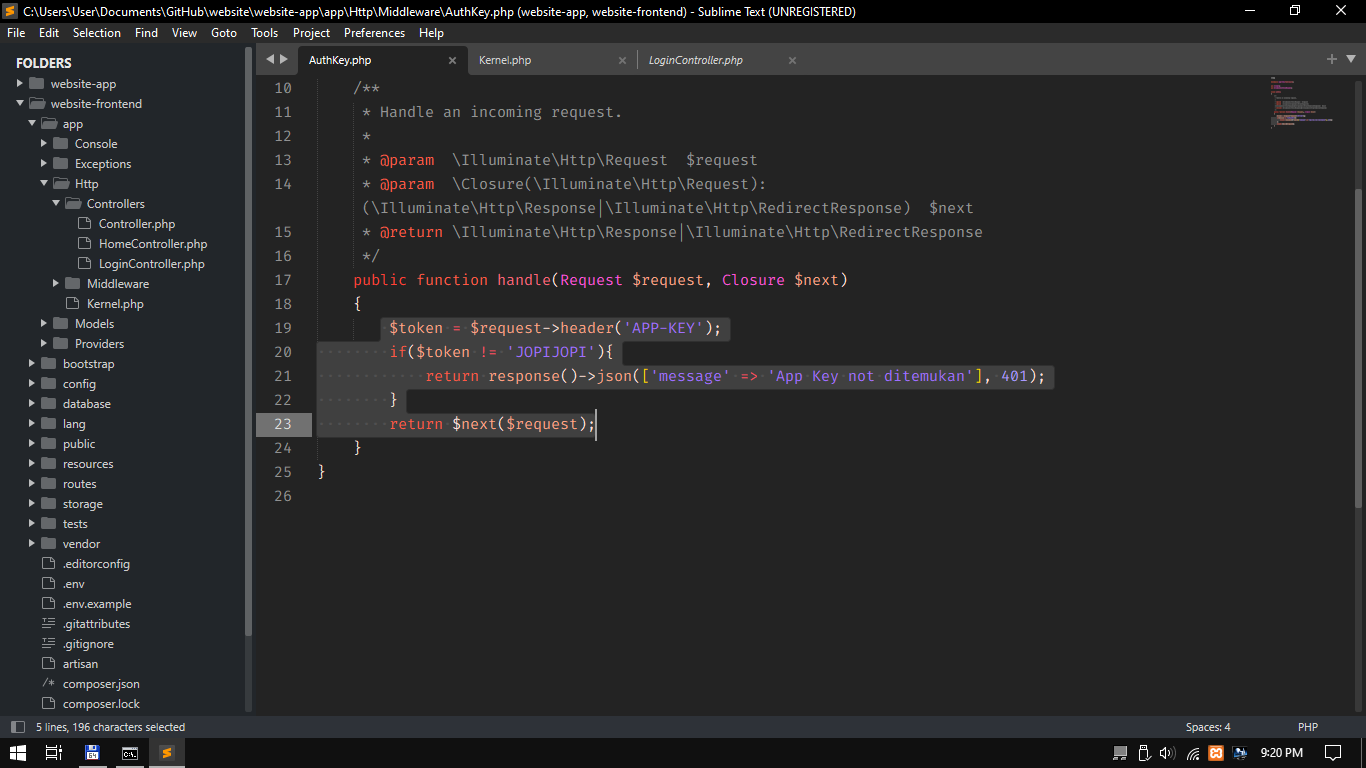 C:\Users\User\Documents\GitHub\website\website-app\app\Http\Middleware\AuthKey.php (website-app, website-frontend) - Sublime Text (UNREGISTERED)
File Edit Selection Find View Goto Tools Project Preferences Help
FOLDERS
website-app
website-frontend
app
Console
Exceptions
Http
Controllers
Controller.php
HomeController.php
LoginController.php
Middleware
Kernel.php
Models
Providers
bootstrap
config
database
lang
public
resources
routes
storage
tests
vendor
.editorconfig
.env
.env.example
.gitattributes
.gitignore
artisan
composer.json
composer.lock
AuthKey.php Kernel.php LoginController.php
10 /**
11 * Handle an incoming request.
12 *
13 * @param  \Illuminate\Http\Request  $request
14 * @param  \Closure(\Illuminate\Http\Request):
(\Illuminate\Http\Response|\Illuminate\Http\RedirectResponse)  $next
15 * @return \Illuminate\Http\Response|\Illuminate\Http\RedirectResponse
16 */
17 public function handle(Request $request, Closure $next)
18 {
19 $token = $request->header('APP-KEY');
20 if($token != 'JOPIJOPI'){
21 return response()->json(['message' => 'App Key not ditemukan'], 401);
22 }
23 return $next($request);
24 }
25 }
26
5 lines, 196 characters selected Spaces: 4 PHP
64 C:\. 9:20 PM